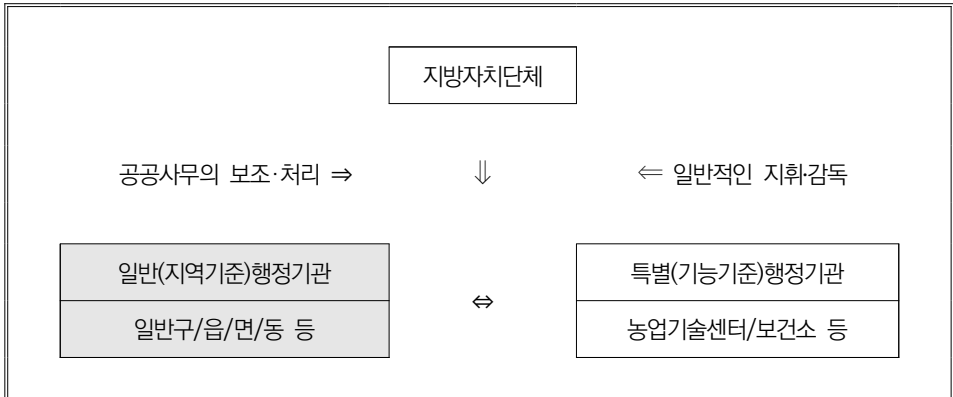 지방자치단체
공공사무의 보조·처리 ⇒ ⇓ ⇐ 일반적인 지휘·감독
일반(지역기준)행정기관 ⇔ 특별(기능기준)행정기관
일반구/읍/면/동 등 농업기술센터/보건소 등